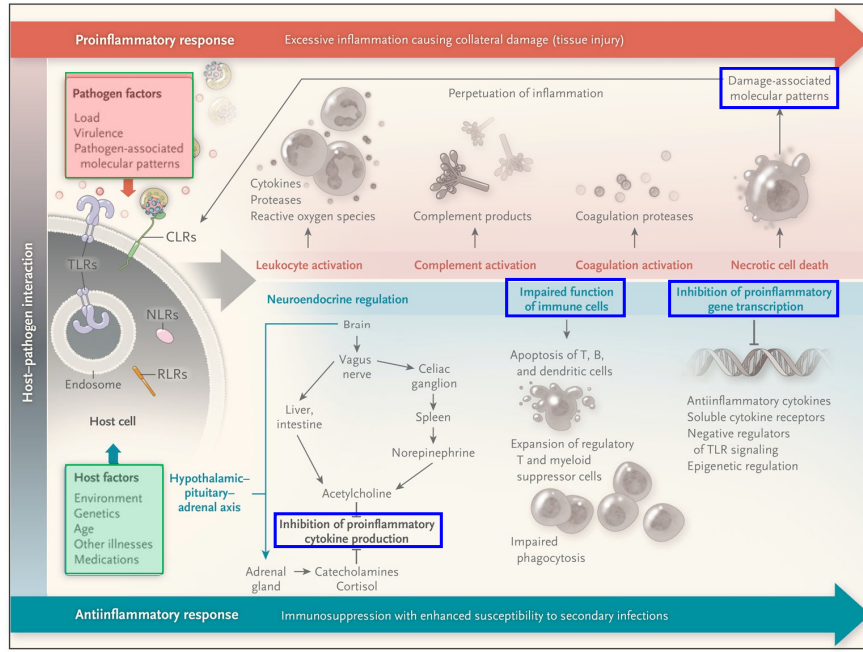 Proinflammatory response
Excessive inflammation causing collateral damage (tissue injury)
Host–pathogen interaction
Pathogen factors
Load
Virulence
Pathogen-associated
molecular patterns
Perpetuation of inflammation
Damage-associated
molecular patterns
Cytokines
Proteases
Reactive oxygen species
Complement products
Coagulation proteases
CLRs
TLRs
Leukocyte activation
Complement activation
Coagulation activation
Necrotic cell death
NLRs
RLRs
Endosome
Host cell
Host factors
Environment
Genetics
Age
Other illnesses
Medications
Neuroendocrine regulation
Brain
Vagus
nerve
Celiac
ganglion
Liver,
intestine
Spleen
Norepinephrine
Hypothalamic–
pituitary–
adrenal axis
Acetylcholine
Inhibition of proinflammatory
cytokine production
Adrenal
gland
Catecholamines
Cortisol
Impaired function
of immune cells
Apoptosis of T, B,
and dendritic cells
Expansion of regulatory
T and myeloid
suppressor cells
Impaired
phagocytosis
Inhibition of proinflammatory
gene transcription
Antiinflammatory cytokines
Soluble cytokine receptors
Negative regulators
of TLR signaling
Epigenetic regulation
Antiinflammatory response
Immunosuppression with enhanced susceptibility to secondary infections